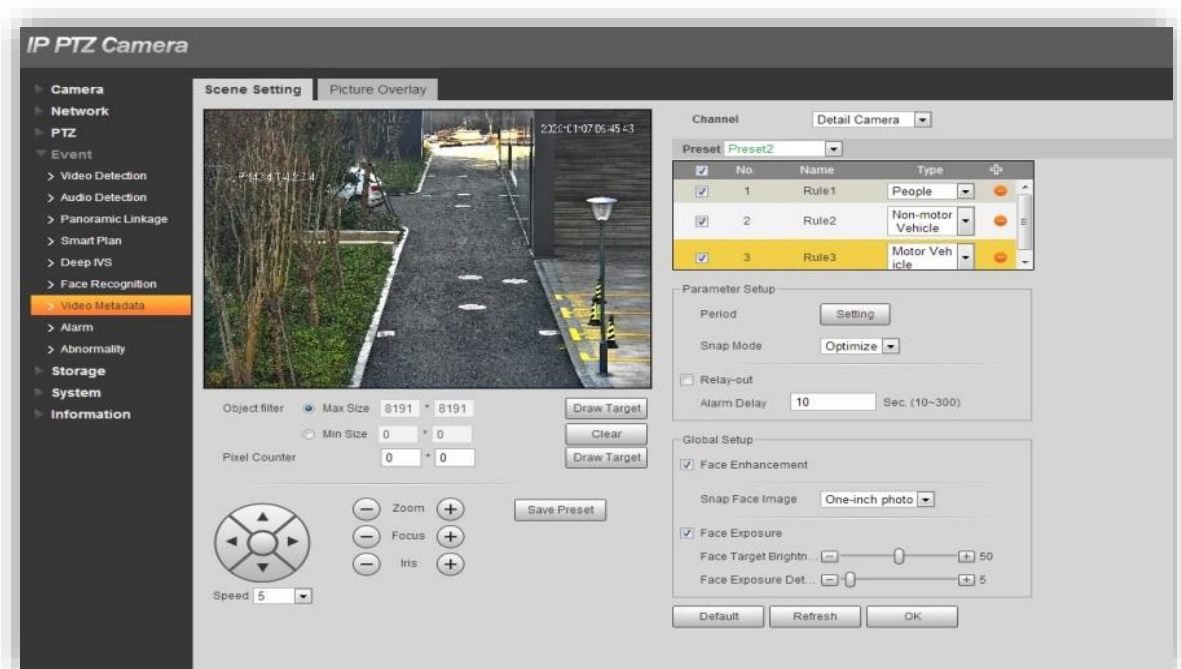 IP PTZ Camera
Camera
Network
PTZ
Event
> Video Detection
> Audio Detection
> Panoramic Linkage
> Smart Plan
> Deep IVS
> Face Recognition
> Video Metadata
> Alarm
> Abnormality
Storage
System
Information
Scene Setting Picture Overlay
Object filter Max Size 8191 * 8191 Draw Target
Min Size 0 * 0 Clear
Pixel Counter 0 * 0 Draw Target
Zoom
Focus
Iris
Save Preset
Speed 5
Channel Detail Camera
Preset Preset2
No. Name Type
1 Rule1 People
2 Rule2 Non-motor
Vehicle
3 Rule3 Motor Veh
icle
Parameter Setup
Period Setting
Snap Mode Optimize
Relay-out
Alarm Delay 10 Sec. (10~300)
Global Setup
Face Enhancement
Snap Face Image One-inch photo
Face Exposure
Face Target Brightn... 50
Face Exposure Det... 5
Default Refresh OK